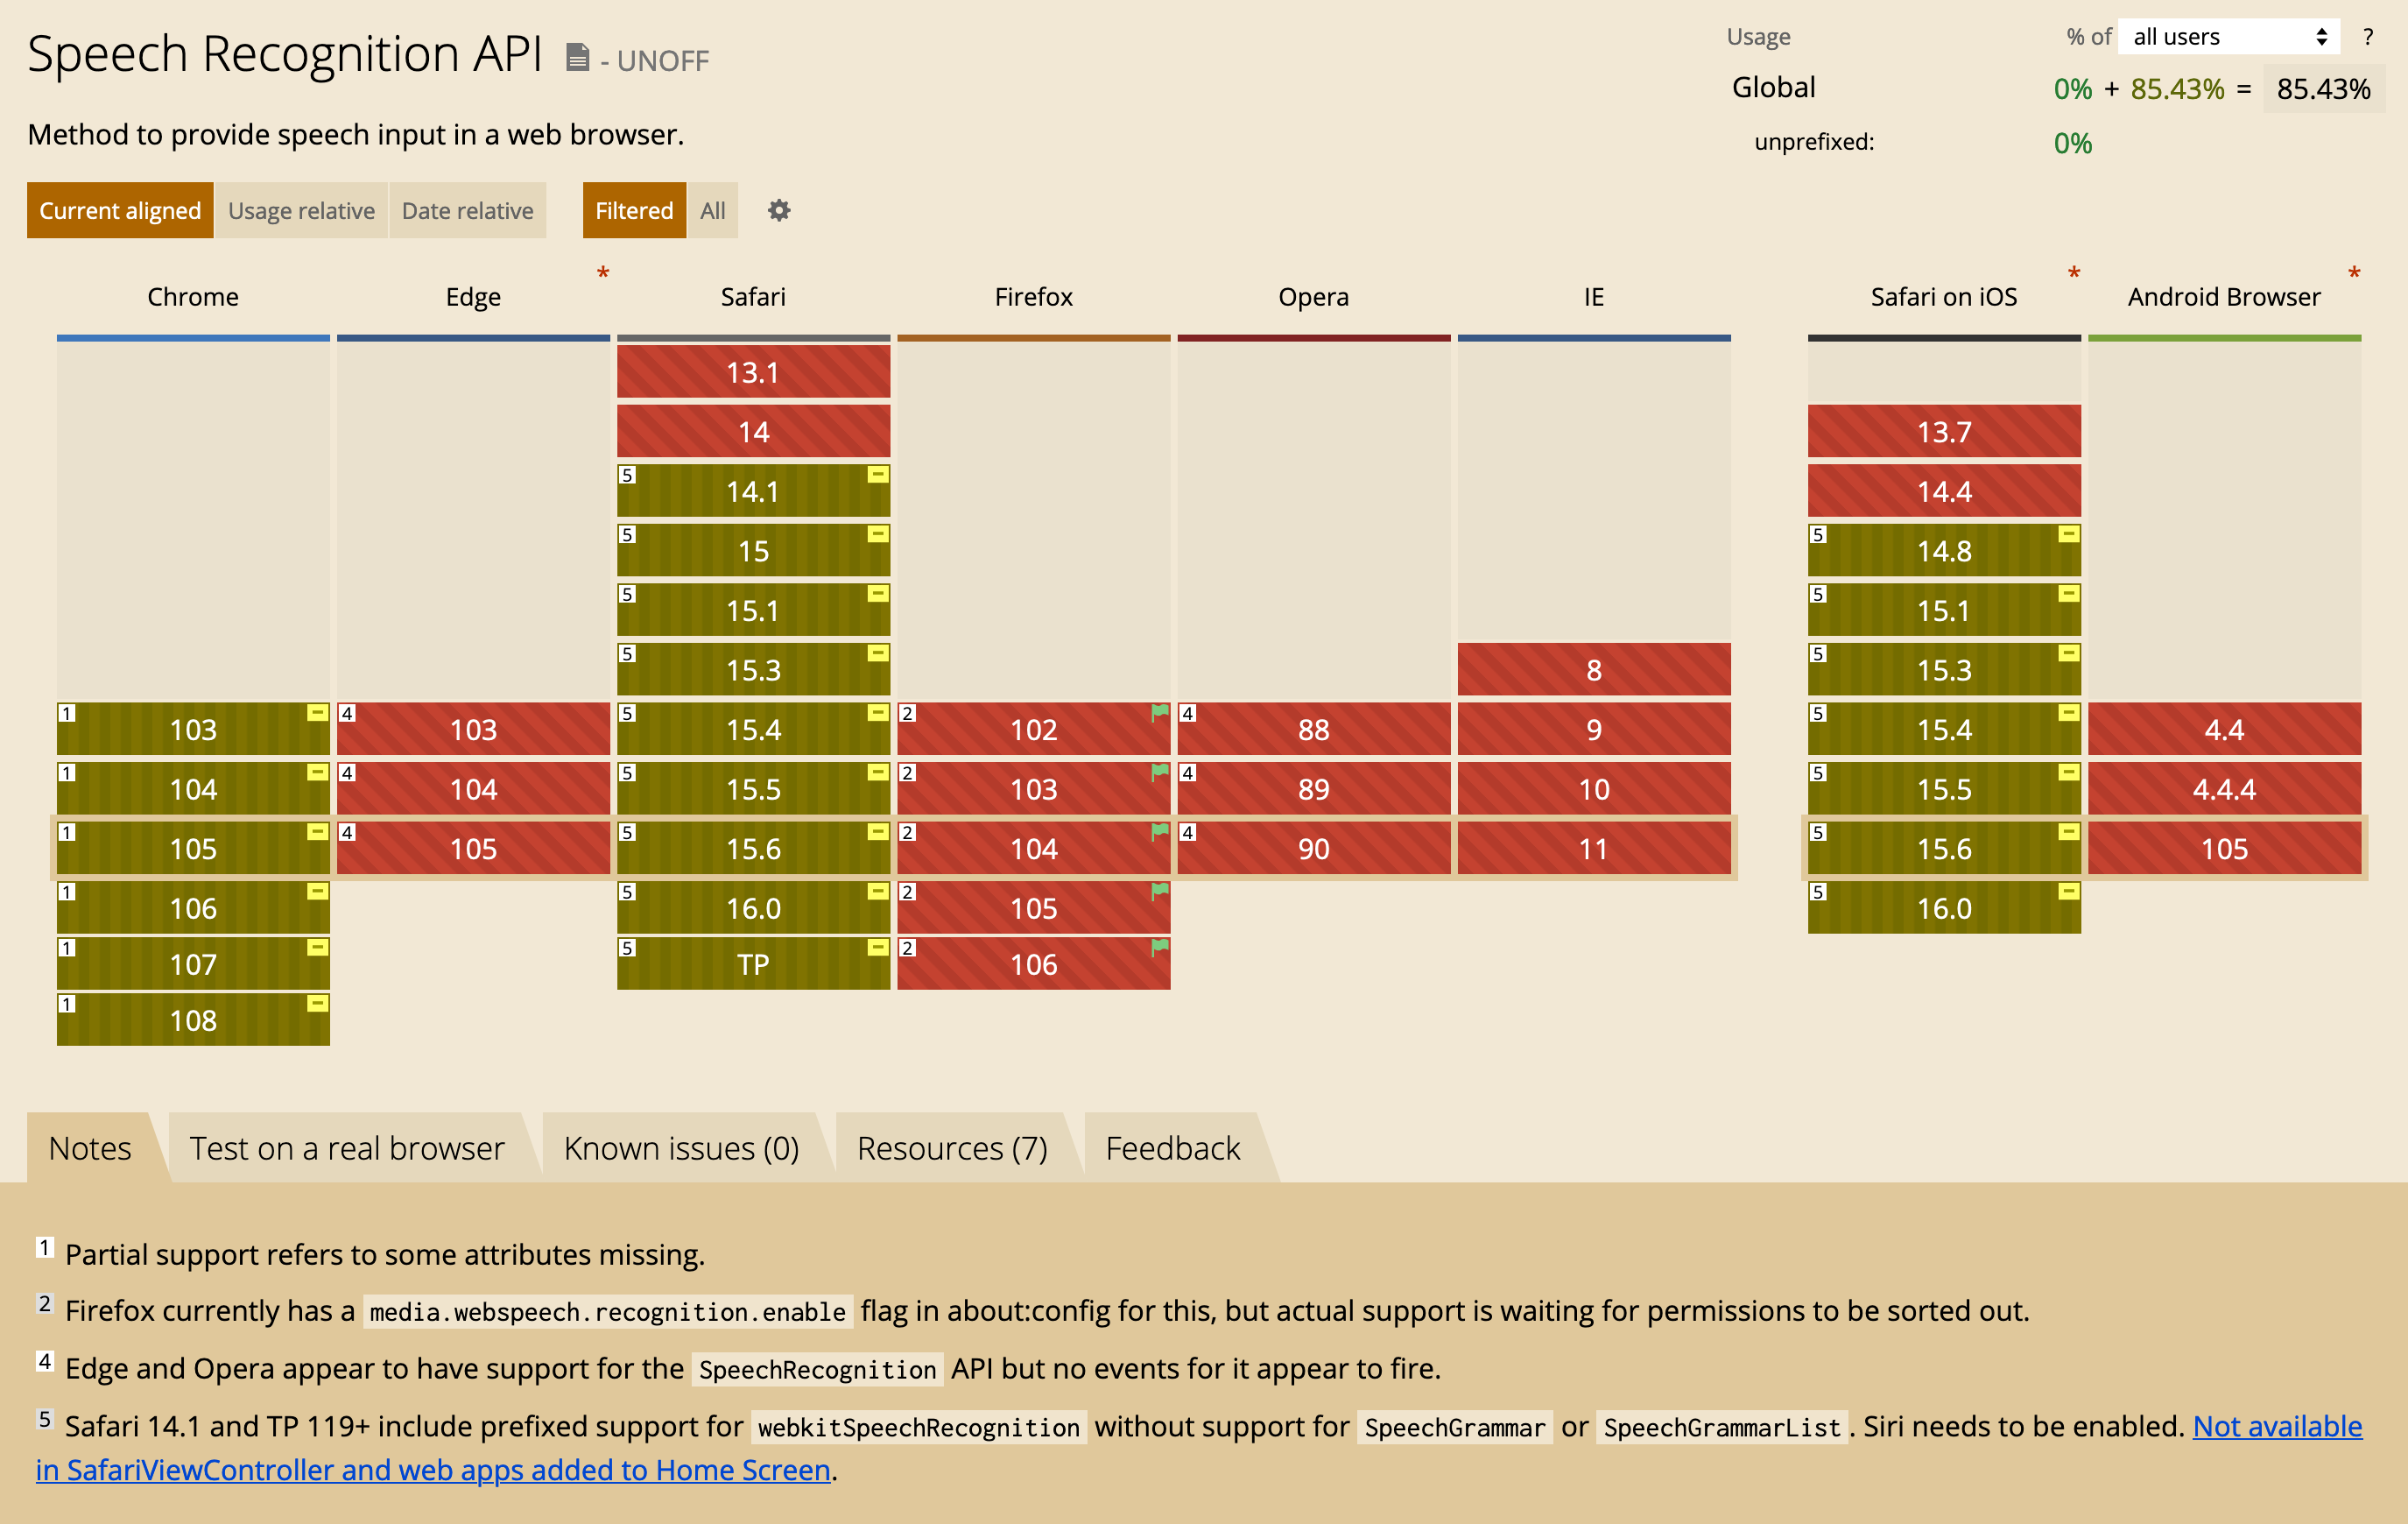 Speech Recognition API - UNOFF
Method to provide speech input in a web browser.
Usage % of all users ?
Global 0% + 85.43% = 85.43%
unprefixed: 0%
Current aligned Usage relative Date relative Filtered All
Chrome Edge * Safari Firefox Opera IE Safari on iOS * Android Browser *
13.1
14 13.7
5 14.1 14.4
5 15 5 14.8
5 15.1 5 15.1
5 15.3 8 5 15.3
1 103 4 103 5 15.4 2 102 4 88 9 5 15.4 4.4
1 104 4 104 5 15.5 2 103 4 89 10 5 15.5 4.4.4
1 105 4 105 5 15.6 2 104 4 90 11 5 15.6 105
1 106 5 16.0 2 105 5 16.0
1 107 5 TP 2 106
1 108
Notes Test on a real browser Known issues (0) Resources (7) Feedback
1 Partial support refers to some attributes missing.
2 Firefox currently has a media.webspeech.recognition.enable flag in about:config for this, but actual support is waiting for permissions to be sorted out.
4 Edge and Opera appear to have support for the SpeechRecognition API but no events for it appear to fire.
5 Safari 14.1 and TP 119+ include prefixed support for webkitSpeechRecognition without support for SpeechGrammar or SpeechGrammarList. Siri needs to be enabled. Not available
in SafariViewController and web apps added to Home Screen.